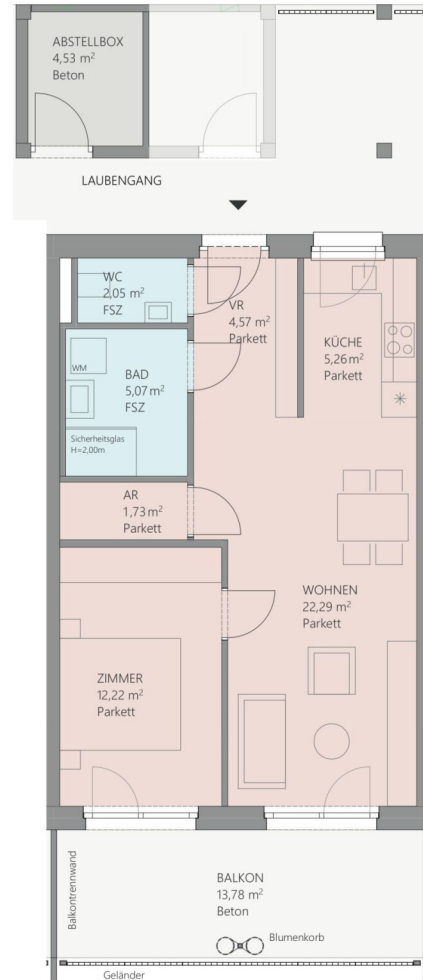 ABSTELLBOX
4,53 m²
Beton
LAUBENGANG
WC
2,05 m²
FSZ
VR
4,57 m²
Parkett
KÜCHE
5,26 m²
Parkett
WM
BAD
5,07 m²
FSZ
Sicherheitsglas
H=2,00m
AR
1,73 m²
Parkett
WOHNEN
22,29 m²
Parkett
ZIMMER
12,22 m²
Parkett
Balkontrennwand
BALKON
13,78 m²
Beton
Blumenkorb
Geländer